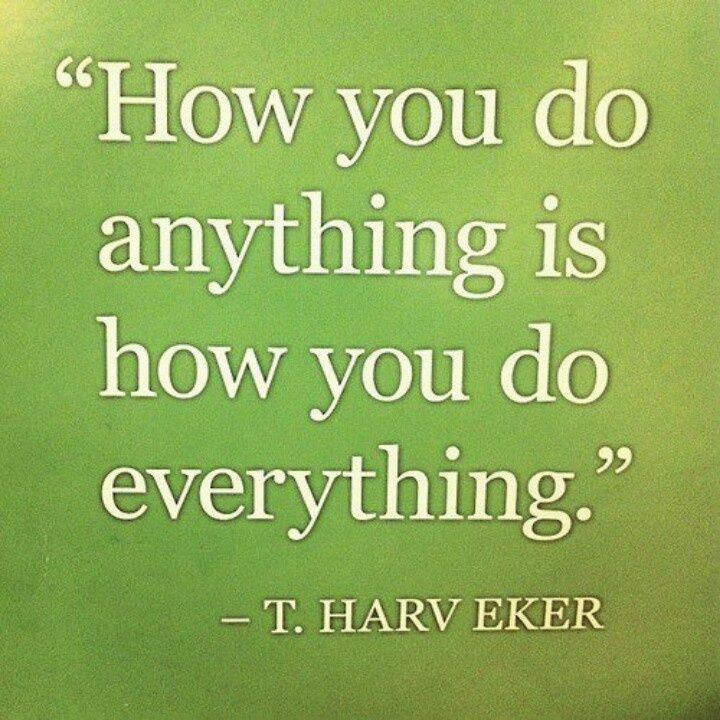 “How you do
anything is
how you do
everything.”
– T. HARV EKER